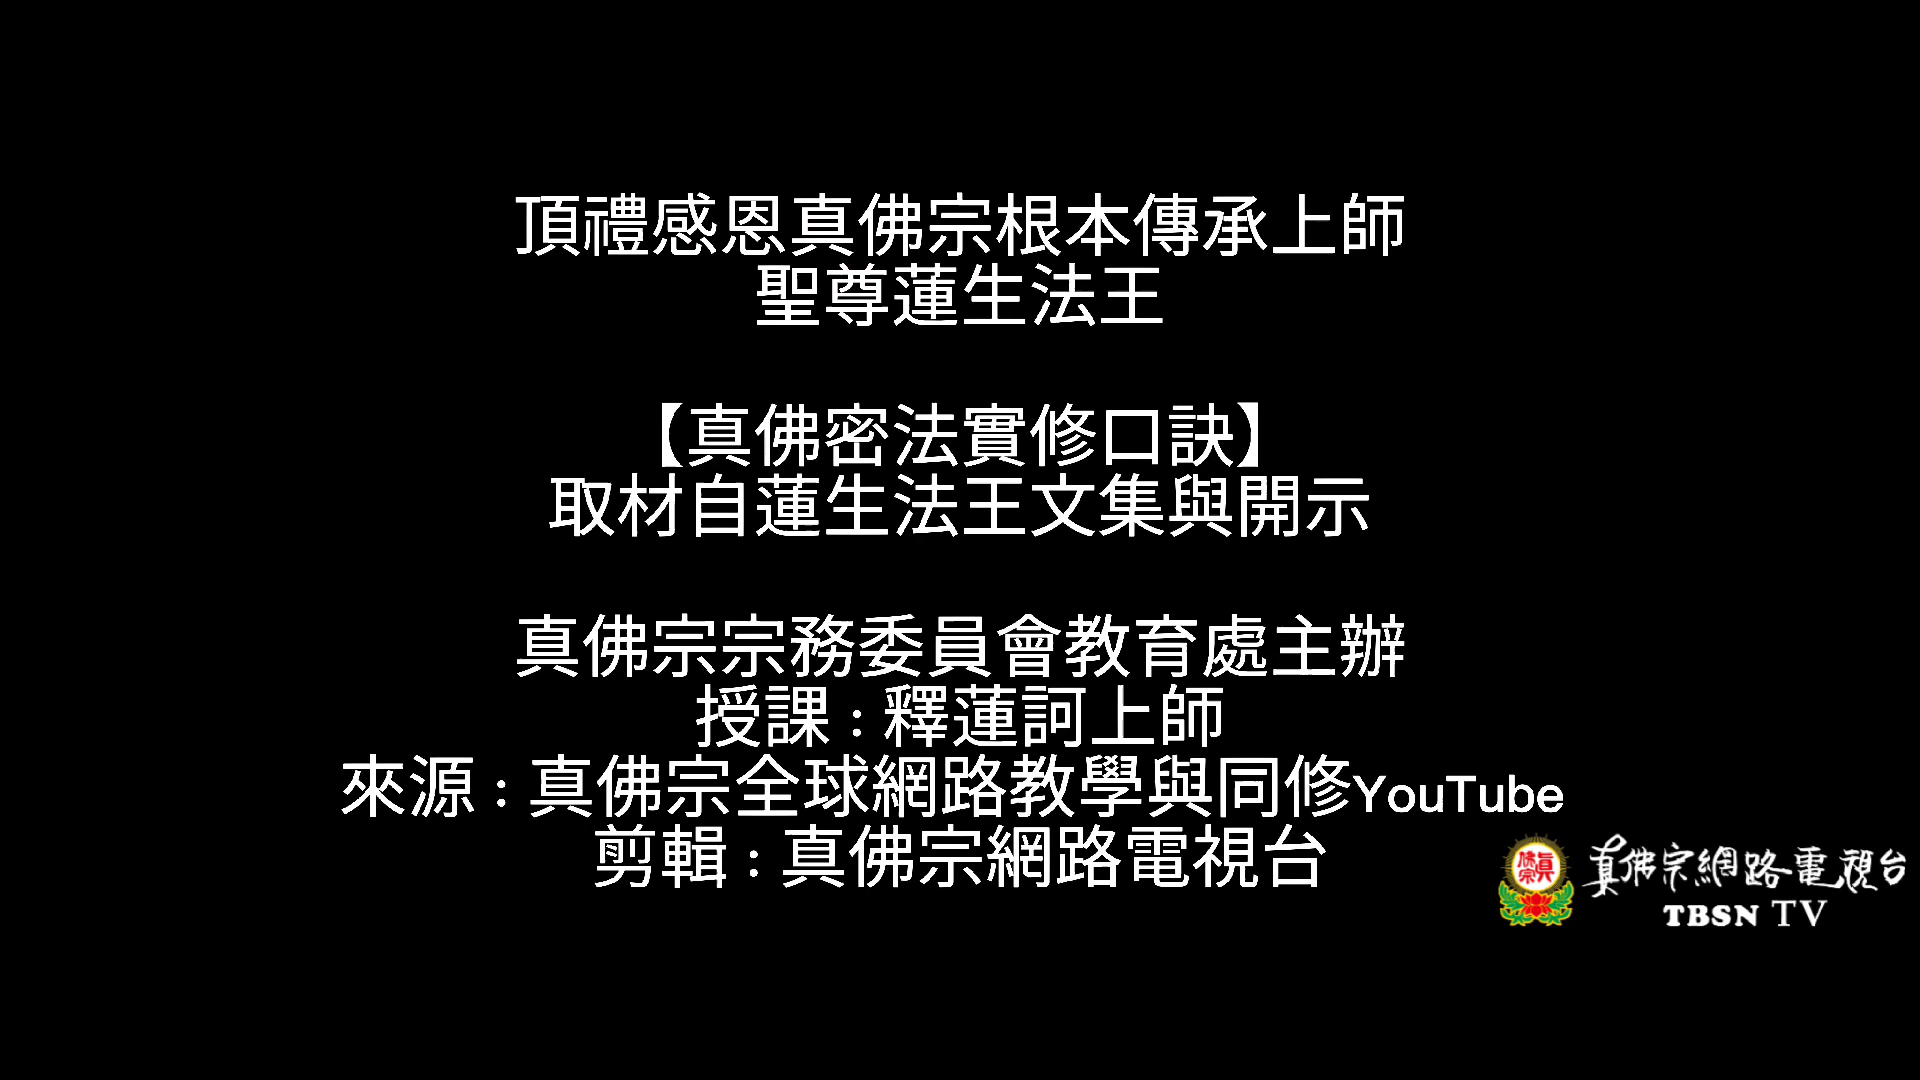 頂禮感恩真佛宗根本傳承上師
聖尊蓮生法王
【真佛密法實修口訣】
取材自蓮生法王文集與開示
真佛宗宗務委員會教育處主辦
授課 : 釋蓮訶上師
來源 : 真佛宗全球網路教學與同修YouTube
剪輯 : 真佛宗網路電視台
真佛宗
真佛宗網路電視台
TBSN TV